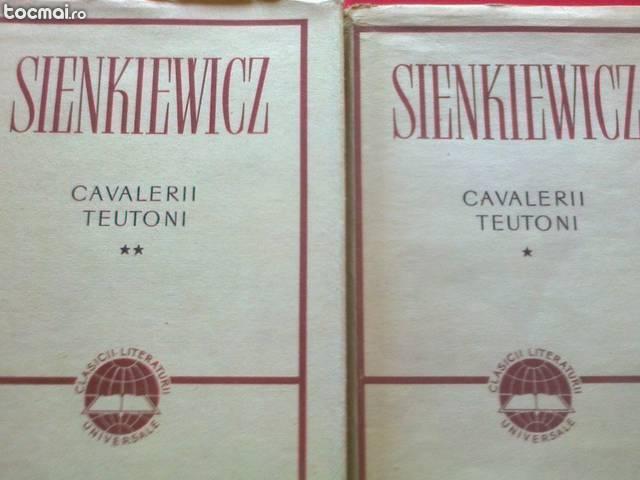 tocmai.ro
SIENKIEWICZ
CAVALERII
TEUTONI
★★
CLASICII LITERATURII
UNIVERSALE
SIENKIEWICZ
CAVALERII
TEUTONI
★
CLASICII LITERATURII
UNIVERSALE